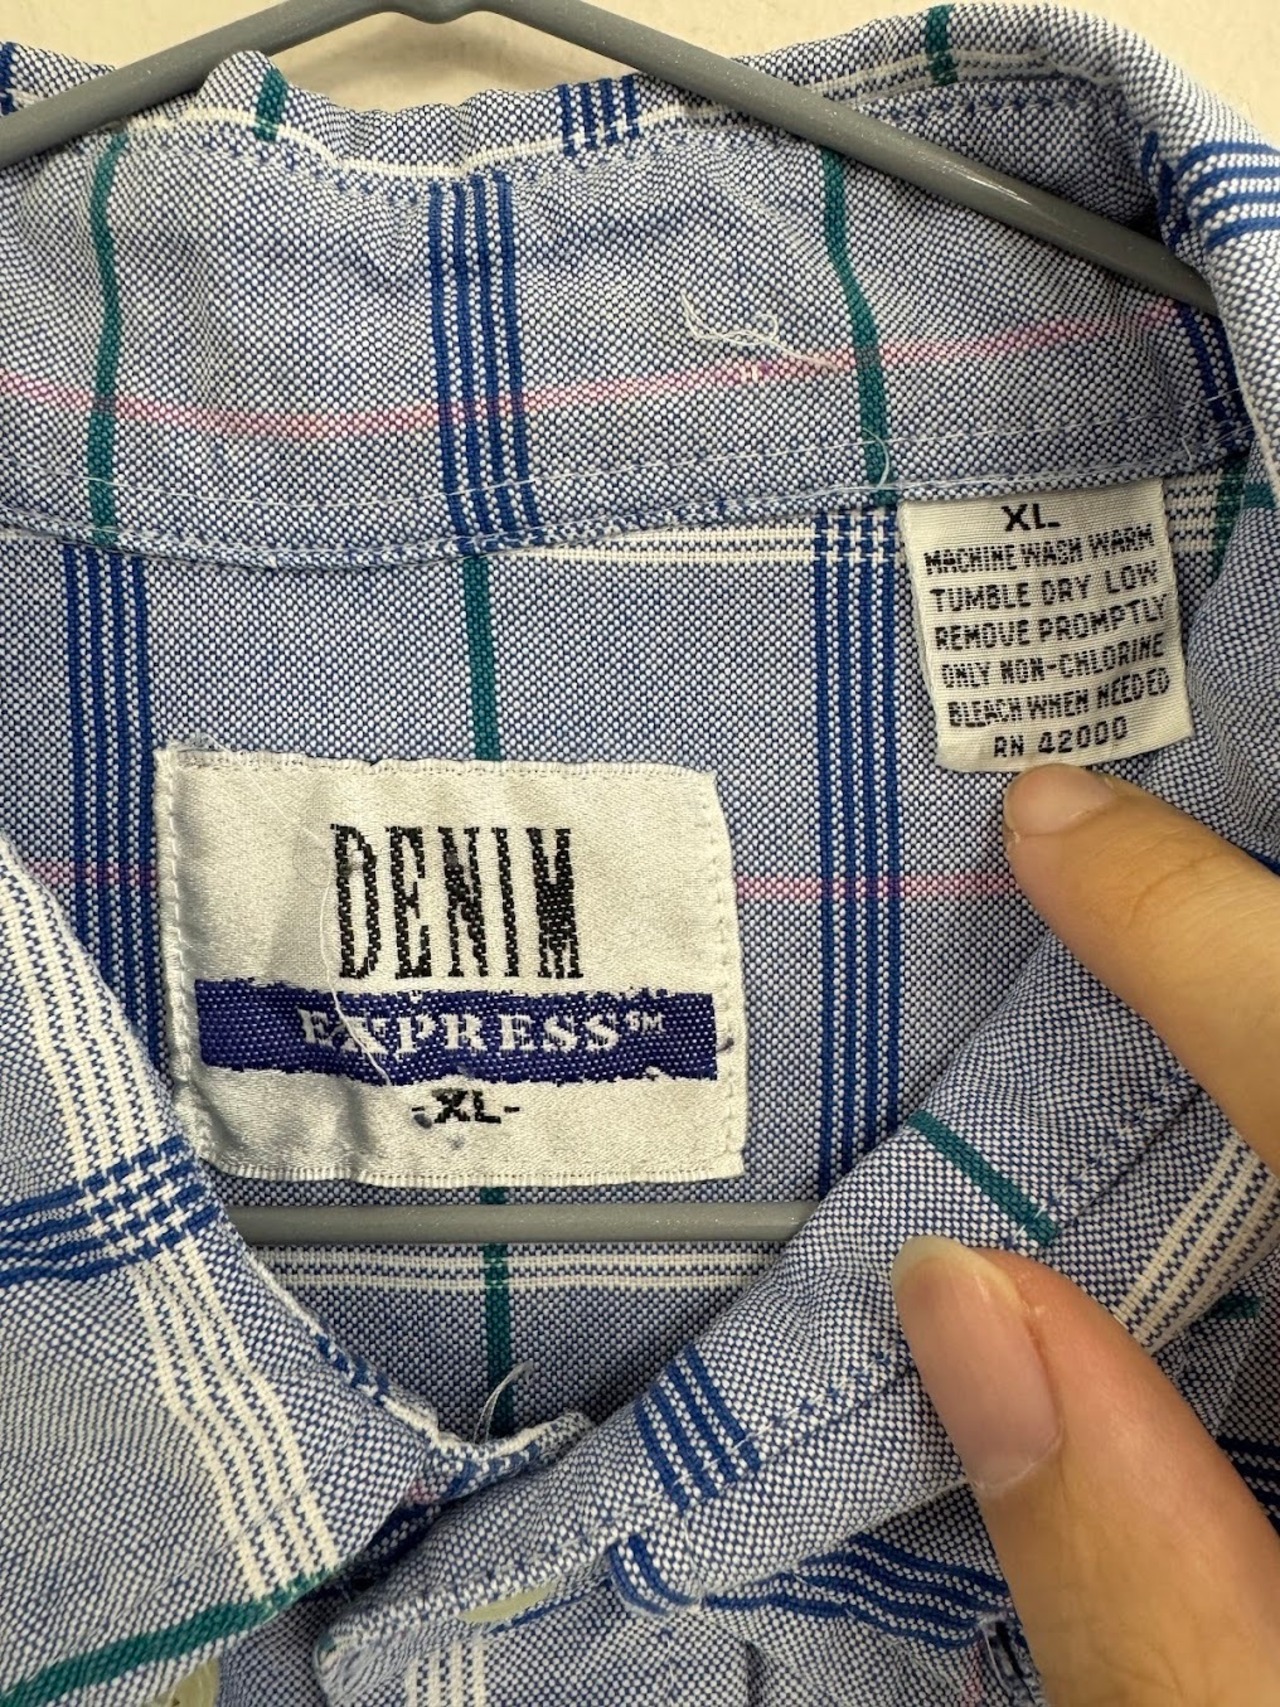 XL
MACHINE WASH WARM
TUMBLE DRY LOW
REMOVE PROMPTLY
ONLY NON-CHLORINE
BLEACH WHEN NEEDED
RN 42000
DENIM
EXPRESS℠
-XL-